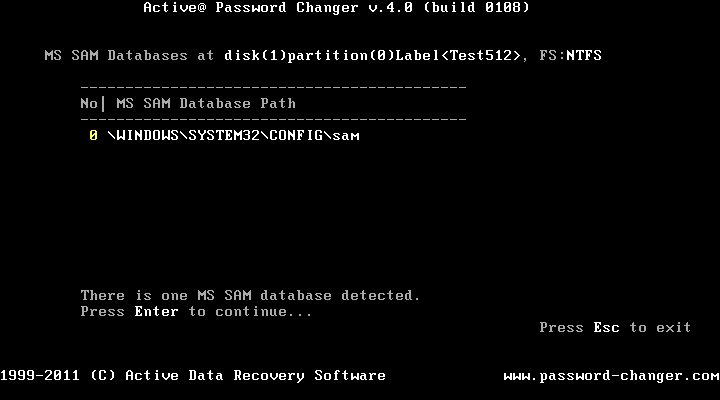 Active@ Password Changer v.4.0 (build 0108)
MS SAM Databases at disk(1)partition(0)Label<Test512>, FS:NTFS
-------------------------------------------
No| MS SAM Database Path
-------------------------------------------
0 \WINDOWS\SYSTEM32\CONFIG\sam
There is one MS SAM database detected.
Press Enter to continue...
Press Esc to exit
1999-2011 (C) Active Data Recovery Software www.password-changer.com